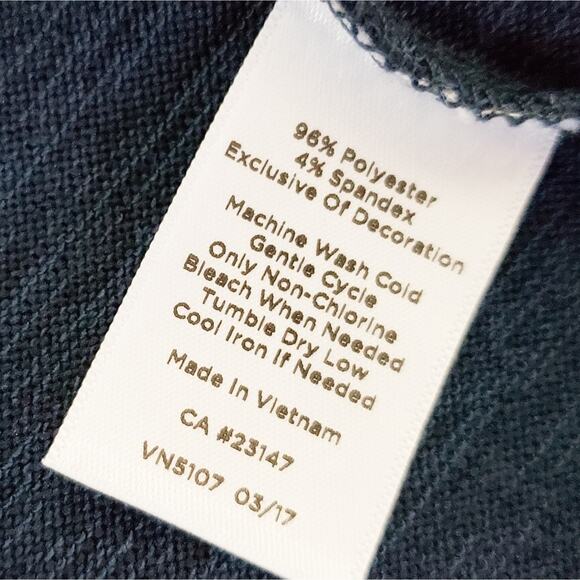 96% Polyester
4% Spandex
Exclusive Of Decoration
Machine Wash Cold
Gentle Cycle
Only Non-Chlorine
Bleach When Needed
Tumble Dry Low
Cool Iron If Needed
Made In Vietnam
CA #23147
VN5107 03/17